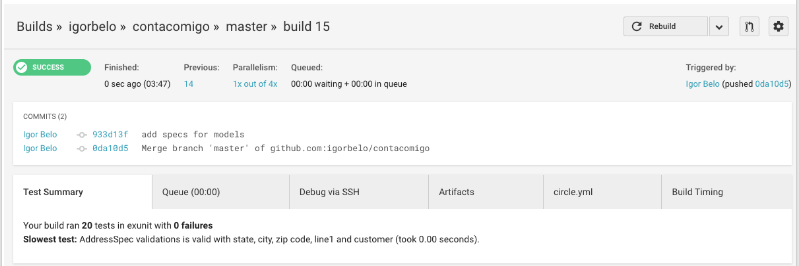 Builds » igorbelo » contacomigo » master » build 15
Rebuild
SUCCESS
Finished: Previous: Parallelism: Queued: Triggered by:
0 sec ago (03:47) 14 1x out of 4x 00:00 waiting + 00:00 in queue Igor Belo (pushed 0da10d5)
COMMITS (2)
Igor Belo 933d13f add specs for models
Igor Belo 0da10d5 Merge branch 'master' of github.com:igorbelo/contacomigo
Test Summary Queue (00:00) Debug via SSH Artifacts circle.yml Build Timing
Your build ran 20 tests in exunit with 0 failures
Slowest test: AddressSpec validations is valid with state, city, zip code, line1 and customer (took 0.00 seconds).